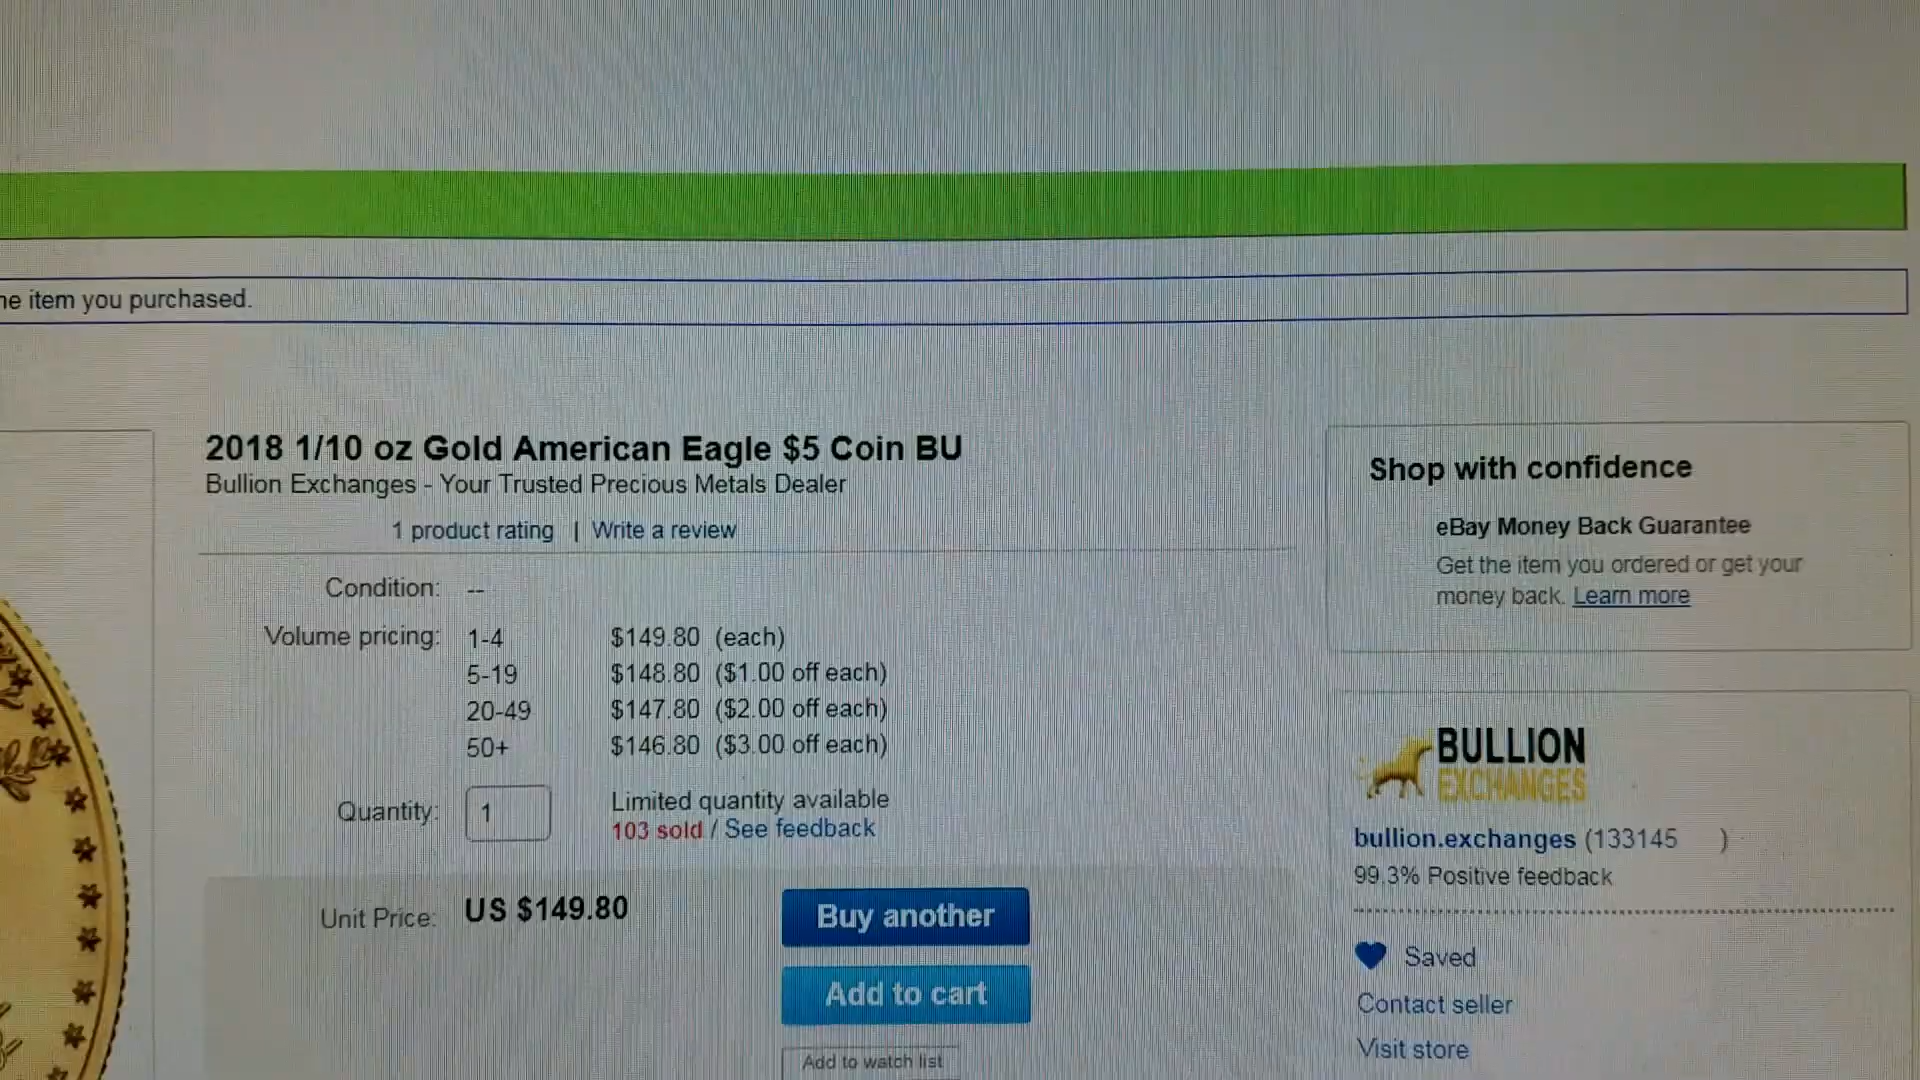 he item you purchased.
2018 1/10 oz Gold American Eagle $5 Coin BU
Bullion Exchanges - Your Trusted Precious Metals Dealer
1 product rating | Write a review
Condition: --
Volume pricing: 1-4 $149.80 (each)
5-19 $148.80 ($1.00 off each)
20-49 $147.80 ($2.00 off each)
50+ $146.80 ($3.00 off each)
Quantity: 1 Limited quantity available
103 sold / See feedback
Unit Price: US $149.80
Buy another
Add to cart
Add to watch list
Shop with confidence
eBay Money Back Guarantee
Get the item you ordered or get your
money back. Learn more
BULLION
EXCHANGES
bullion.exchanges (133145 )
99.3% Positive feedback
Saved
Contact seller
Visit store